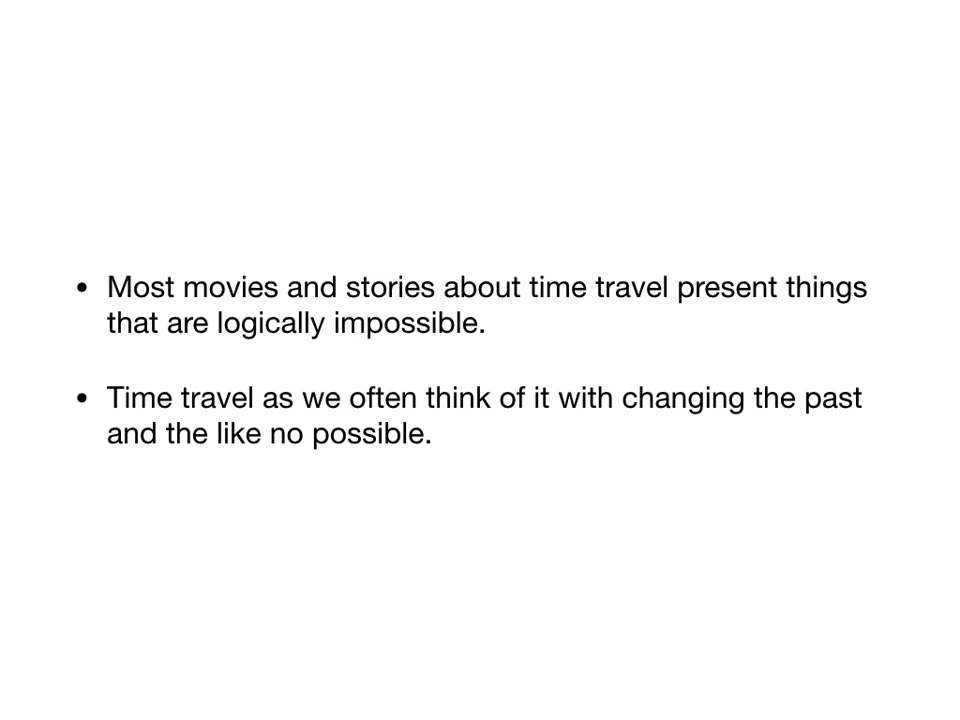 • Most movies and stories about time travel present things
that are logically impossible.
• Time travel as we often think of it with changing the past
and the like no possible.